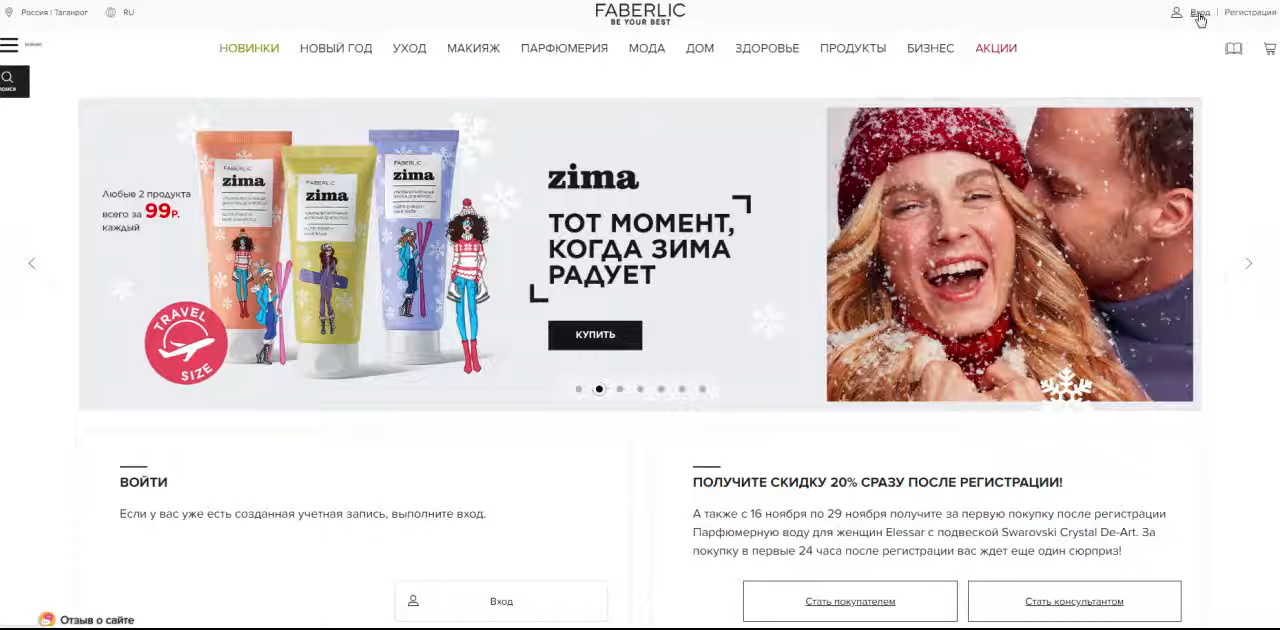 Россия | Таганрог
RU
FABERLIC
BE YOUR BEST
Вход | Регистрация
НОВИНКИ НОВЫЙ ГОД УХОД МАКИЯЖ ПАРФЮМЕРИЯ МОДА ДОМ ЗДОРОВЬЕ ПРОДУКТЫ БИЗНЕС АКЦИИ
Любые 2 продукта
всего за 99Р.
каждый
FABERLIC
zima
FABERLIC
zima
FABERLIC
zima
TRAVEL
SIZE
zima
ТОТ МОМЕНТ,
КОГДА ЗИМА
РАДУЕТ
КУПИТЬ
ВОЙТИ
Если у вас уже есть созданная учетная запись, выполните вход.
Вход
ПОЛУЧИТЕ СКИДКУ 20% СРАЗУ ПОСЛЕ РЕГИСТРАЦИИ!
А также с 16 ноября по 29 ноября получите за первую покупку после регистрации
Парфюмерную воду для женщин Elessar с подвеской Swarovski Crystal De-Art. За
покупку в первые 24 часа после регистрации вас ждет еще один сюрприз!
Стать покупателем
Стать консультантом
Отзыв о сайте